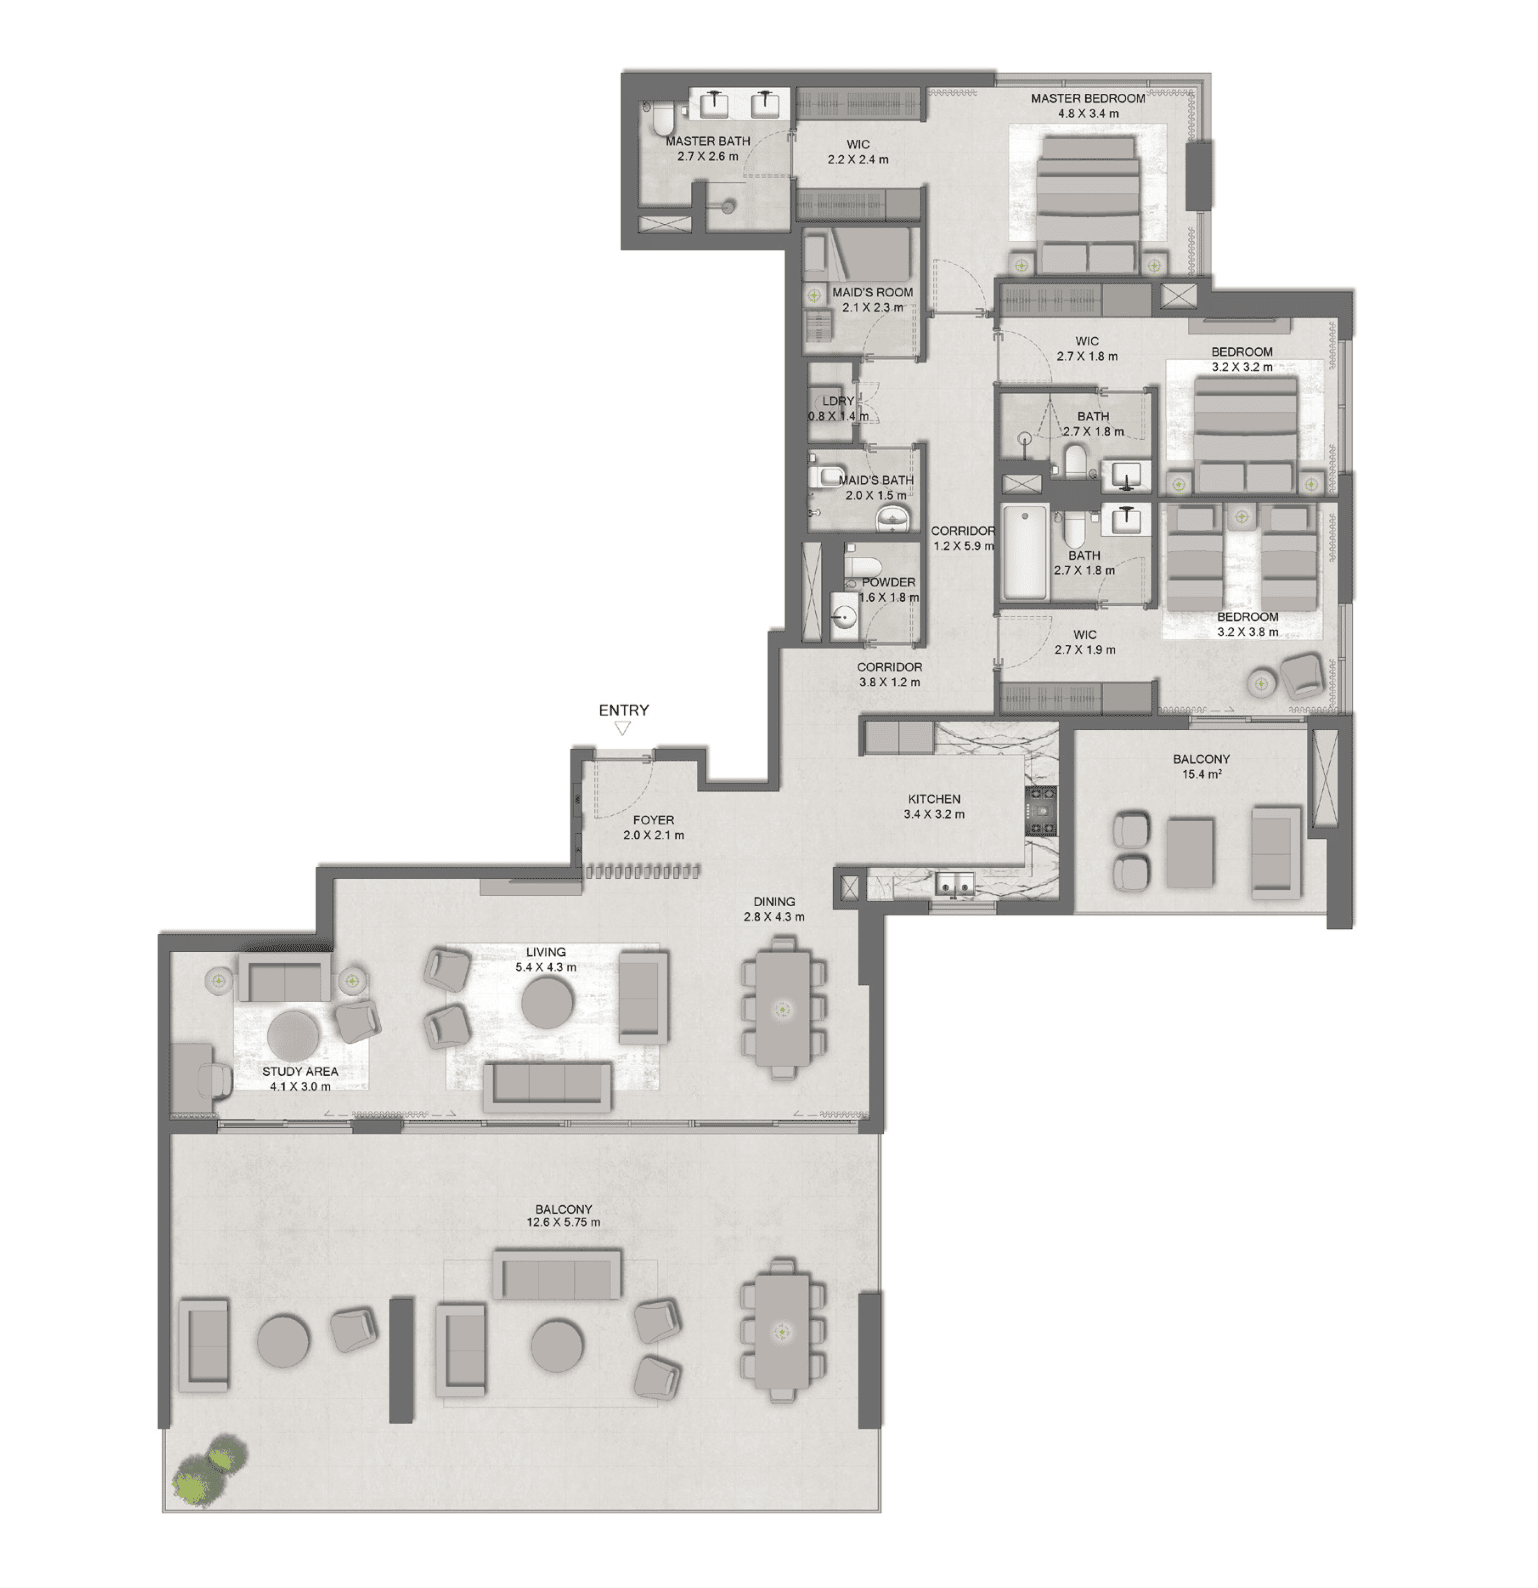 MASTER BEDROOM
4.8 X 3.4 m
MASTER BATH
2.7 X 2.6 m
WIC
2.2 X 2.4 m
MAID'S ROOM
2.1 X 2.3 m
WIC
2.7 X 1.8 m
BEDROOM
3.2 X 3.2 m
LDRY
0.8 X 1.4 m
BATH
2.7 X 1.8 m
MAID'S BATH
2.0 X 1.5 m
CORRIDOR
1.2 X 5.9 m
BATH
2.7 X 1.8 m
POWDER
1.6 X 1.8 m
BEDROOM
3.2 X 3.8 m
WIC
2.7 X 1.9 m
CORRIDOR
3.8 X 1.2 m
ENTRY
BALCONY
15.4 m²
KITCHEN
3.4 X 3.2 m
FOYER
2.0 X 2.1 m
DINING
2.8 X 4.3 m
LIVING
5.4 X 4.3 m
STUDY AREA
4.1 X 3.0 m
BALCONY
12.6 X 5.75 m